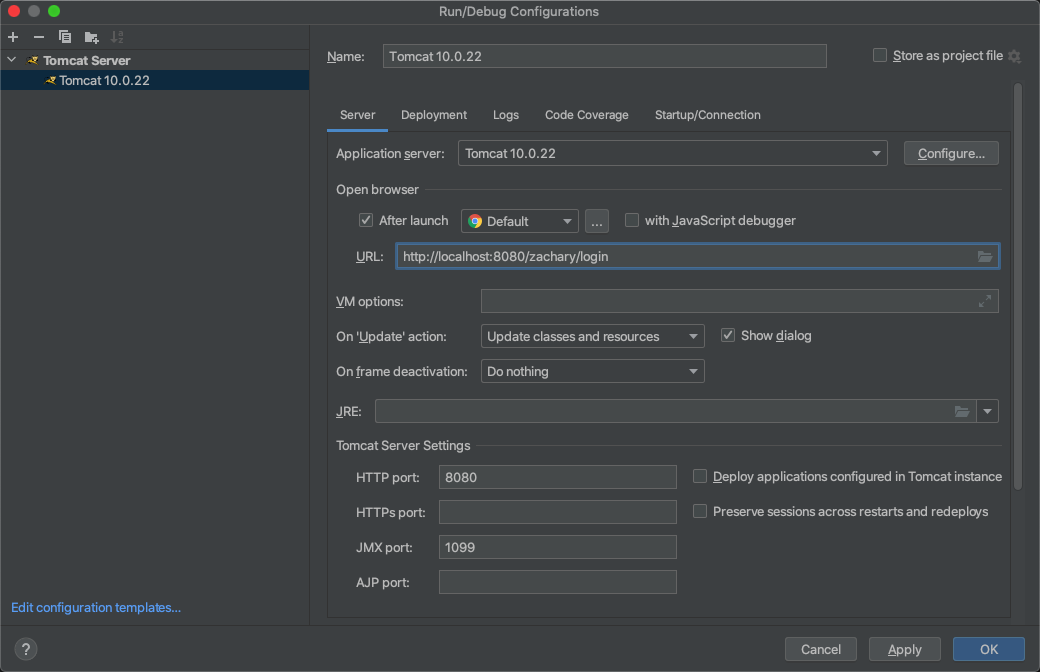 Run/Debug Configurations
Tomcat Server
Tomcat 10.0.22
Name: Tomcat 10.0.22 Store as project file
Server Deployment Logs Code Coverage Startup/Connection
Application server: Tomcat 10.0.22 Configure...
Open browser
After launch Default ... with JavaScript debugger
URL: http://localhost:8080/zachary/login
VM options:
On 'Update' action: Update classes and resources Show dialog
On frame deactivation: Do nothing
JRE:
Tomcat Server Settings
HTTP port: 8080 Deploy applications configured in Tomcat instance
HTTPs port: Preserve sessions across restarts and redeploys
JMX port: 1099
AJP port:
Edit configuration templates...
? Cancel Apply OK